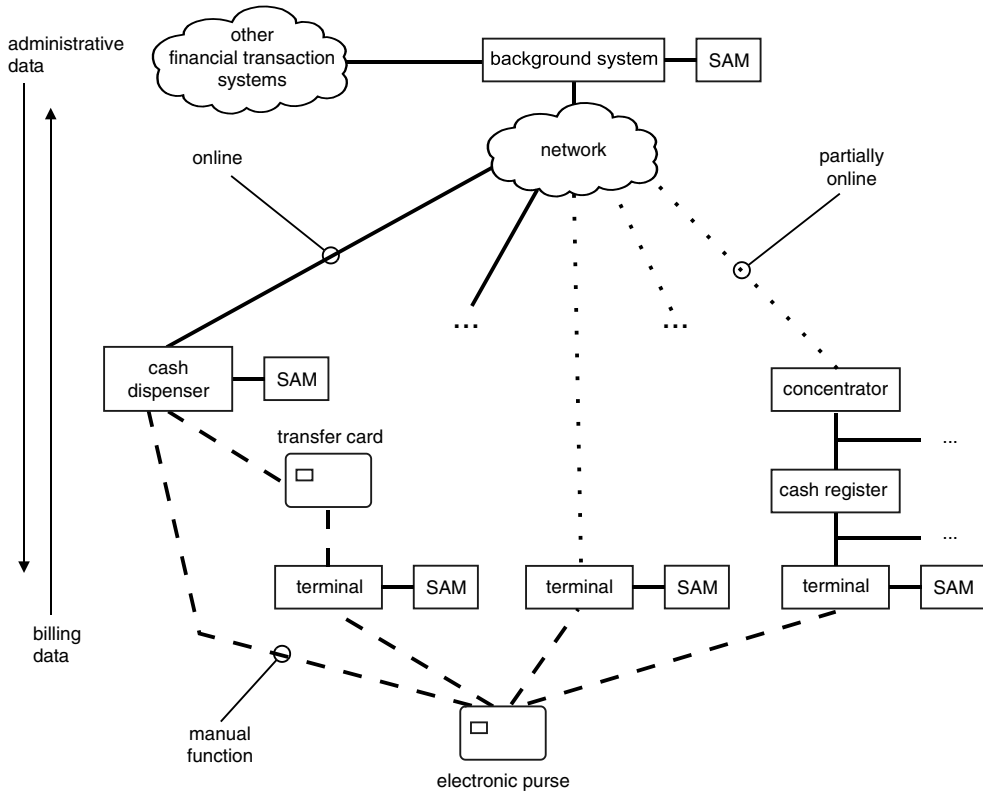 administrative
data
other
financial transaction
systems
background system
SAM
network
online
partially
online
...
...
cash
dispenser
SAM
concentrator
transfer card
...
cash register
...
terminal
SAM
terminal
SAM
terminal
SAM
billing
data
manual
function
electronic purse